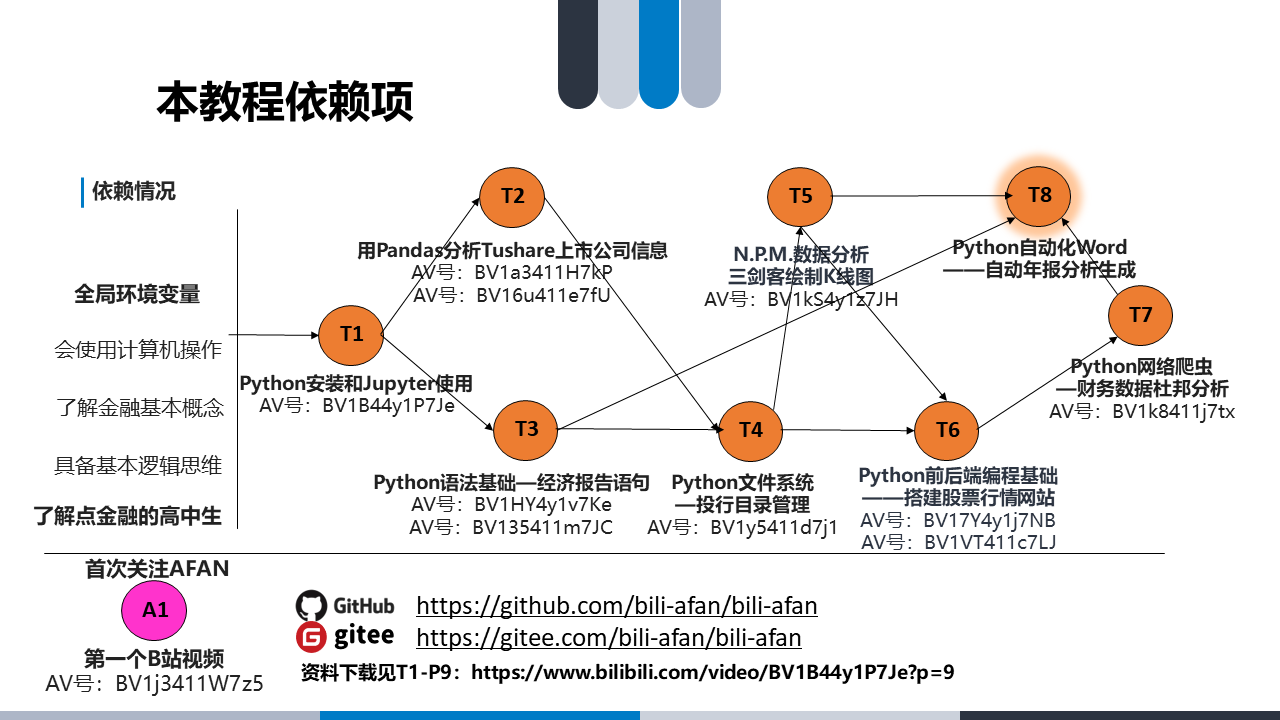 本教程依赖项
依赖情况
全局环境变量
会使用计算机操作
了解金融基本概念
具备基本逻辑思维
了解点金融的高中生
T1
Python安装和Jupyter使用
AV号：BV1B44y1P7Je
T2
用Pandas分析Tushare上市公司信息
AV号：BV1a3411H7kP
AV号：BV16u411e7fU
T3
Python语法基础—经济报告语句
AV号：BV1HY4y1v7Ke
AV号：BV135411m7JC
T4
Python文件系统
—投行目录管理
AV号：BV1y5411d7j1
T5
N.P.M.数据分析
三剑客绘制K线图
AV号：BV1kS4y1z7JH
T6
Python前后端编程基础
——搭建股票行情网站
AV号：BV17Y4y1j7NB
AV号：BV1VT411c7LJ
T7
Python网络爬虫
—财务数据杜邦分析
AV号：BV1k8411j7tx
T8
Python自动化Word
——自动年报分析生成
首次关注AFAN
A1
第一个B站视频
AV号：BV1j3411W7z5
GitHub https://github.com/bili-afan/bili-afan
gitee https://gitee.com/bili-afan/bili-afan
资料下载见T1-P9：https://www.bilibili.com/video/BV1B44y1P7Je?p=9